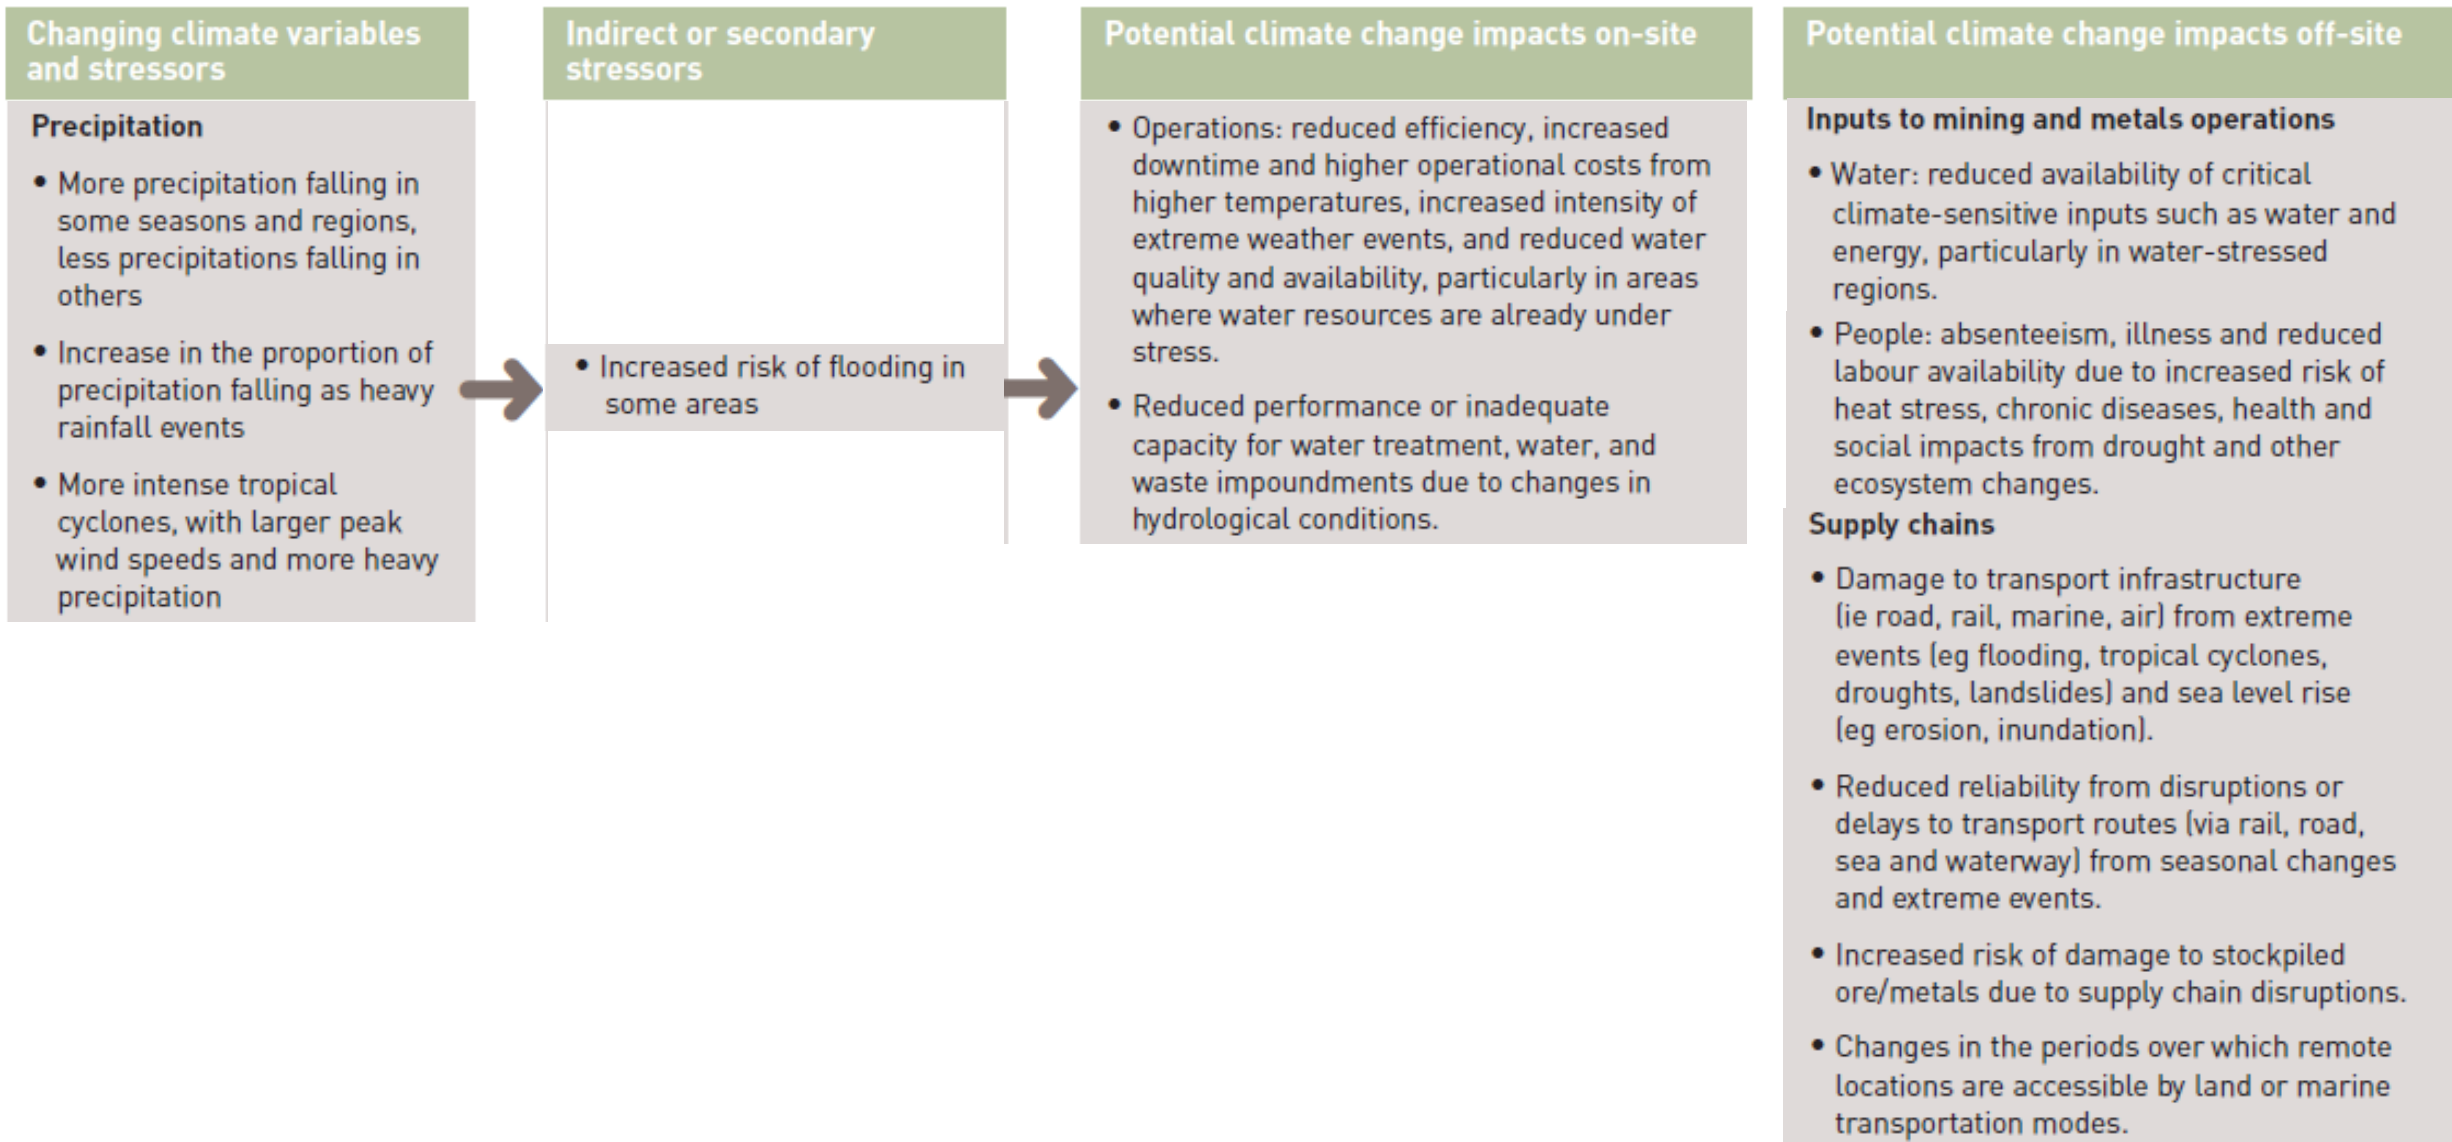 Changing climate variables
and stressors
Precipitation
• More precipitation falling in
some seasons and regions,
less precipitations falling in
others
• Increase in the proportion of
precipitation falling as heavy
rainfall events
• More intense tropical
cyclones, with larger peak
wind speeds and more heavy
precipitation
Indirect or secondary
stressors
• Increased risk of flooding in
some areas
Potential climate change impacts on-site
• Operations: reduced efficiency, increased
downtime and higher operational costs from
higher temperatures, increased intensity of
extreme weather events, and reduced water
quality and availability, particularly in areas
where water resources are already under
stress.
• Reduced performance or inadequate
capacity for water treatment, water, and
waste impoundments due to changes in
hydrological conditions.
Potential climate change impacts off-site
Inputs to mining and metals operations
• Water: reduced availability of critical
climate-sensitive inputs such as water and
energy, particularly in water-stressed
regions.
• People: absenteeism, illness and reduced
labour availability due to increased risk of
heat stress, chronic diseases, health and
social impacts from drought and other
ecosystem changes.
Supply chains
• Damage to transport infrastructure
(ie road, rail, marine, air) from extreme
events (eg flooding, tropical cyclones,
droughts, landslides) and sea level rise
(eg erosion, inundation).
• Reduced reliability from disruptions or
delays to transport routes (via rail, road,
sea and waterway) from seasonal changes
and extreme events.
• Increased risk of damage to stockpiled
ore/metals due to supply chain disruptions.
• Changes in the periods over which remote
locations are accessible by land or marine
transportation modes.